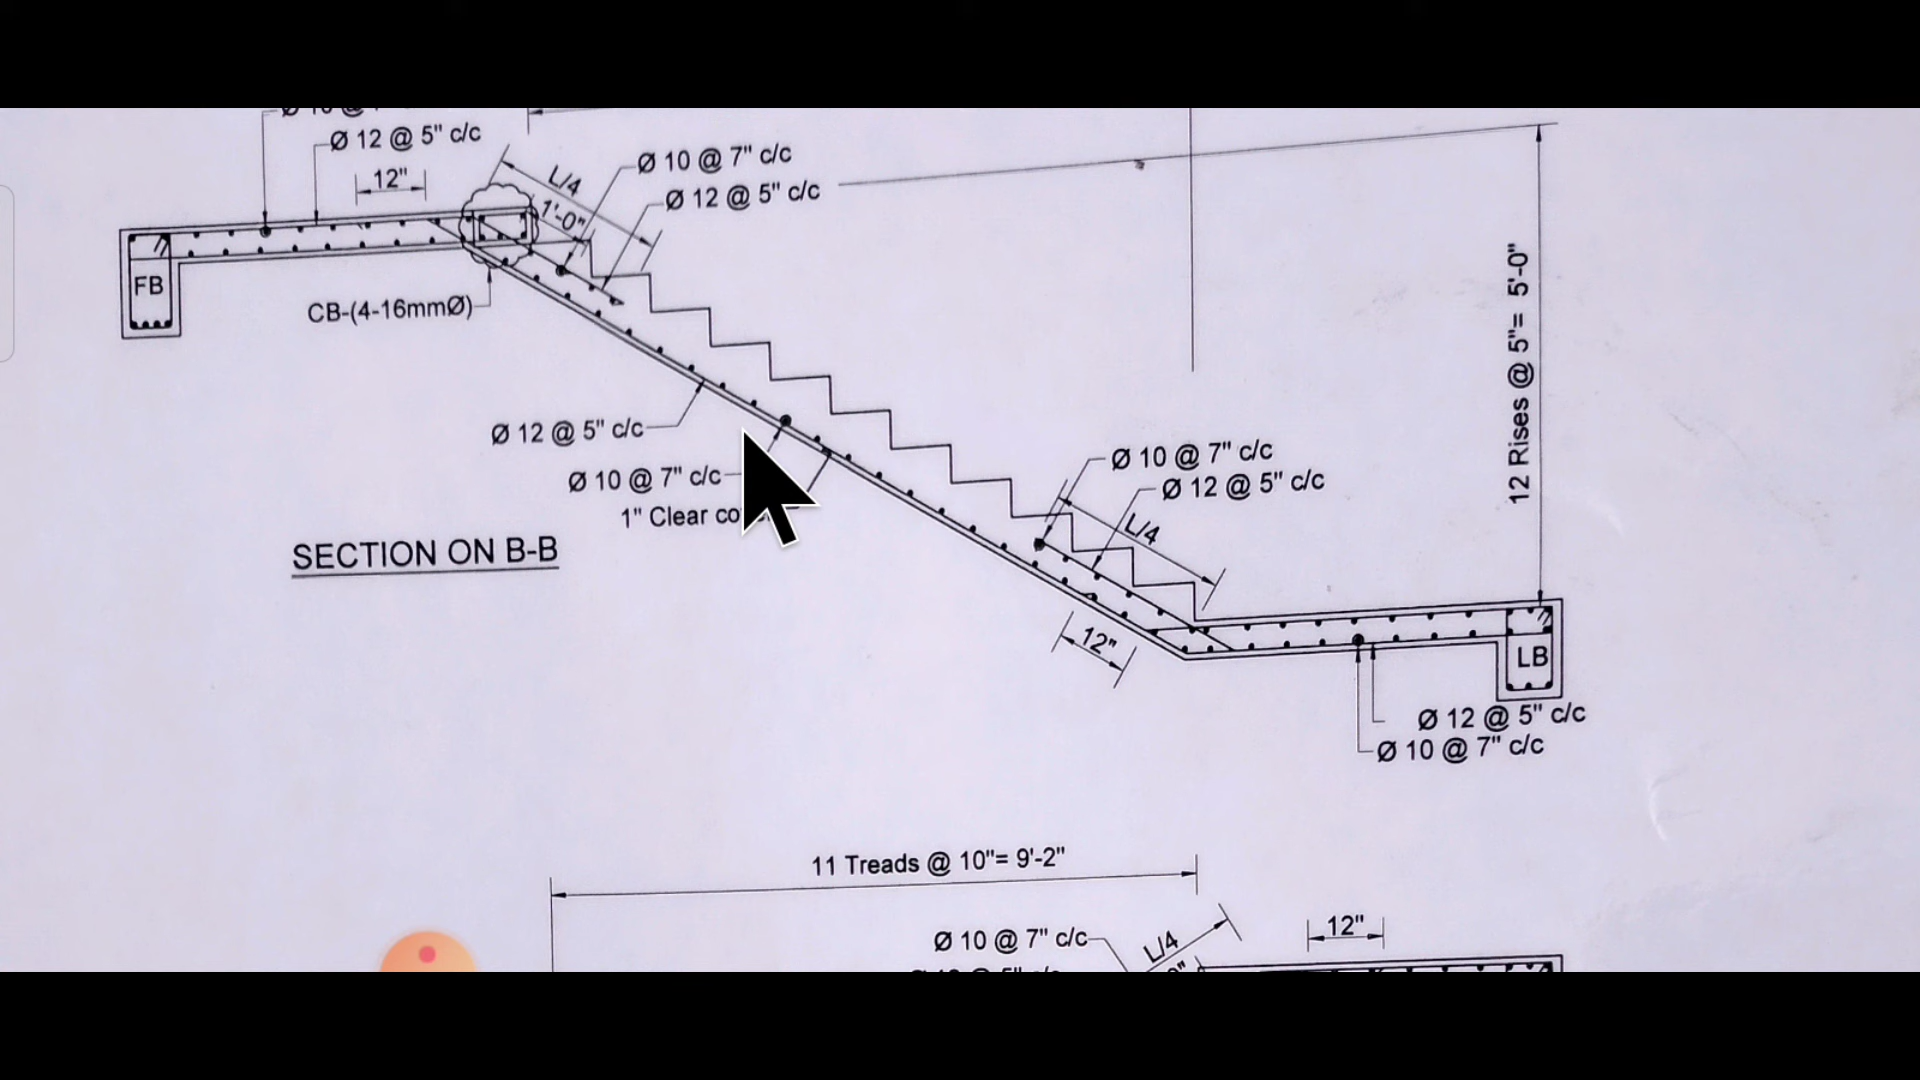 Ø 12 @ 5" c/c
12"
L/4
1'-0"
Ø 10 @ 7" c/c
Ø 12 @ 5" c/c
FB
CB-(4-16mmØ)
12 Rises @ 5"= 5'-0"
Ø 12 @ 5" c/c
Ø 10 @ 7" c/c
1" Clear
SECTION ON B-B
Ø 10 @ 7" c/c
Ø 12 @ 5" c/c
L/4
12"
LB
Ø 12 @ 5" c/c
Ø 10 @ 7" c/c
11 Treads @ 10"= 9'-2"
Ø 10 @ 7" c/c
L/4
12"